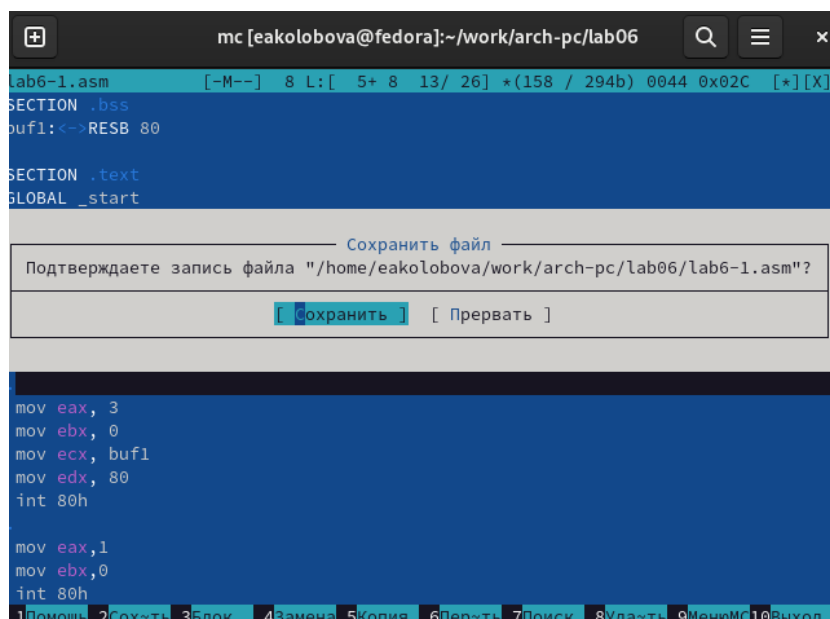 mc [eakolobova@fedora]:~/work/arch-pc/lab06
lab6-1.asm [-M--] 8 L:[ 5+ 8 13/ 26] *(158 / 294b) 0044 0x02C [*][X]
SECTION .bss
buf1:<->RESB 80
SECTION .text
GLOBAL _start
Сохранить файл
Подтверждаете запись файла "/home/eakolobova/work/arch-pc/lab06/lab6-1.asm"?
[ Сохранить ] [ Прервать ]
mov eax, 3
mov ebx, 0
mov ecx, buf1
mov edx, 80
int 80h
mov eax,1
mov ebx,0
int 80h
1Помощь 2Сох~ть 3Блок 4Замена 5Копия 6Пер~ть 7Поиск 8Уда~ть 9МенюMC 10Выход